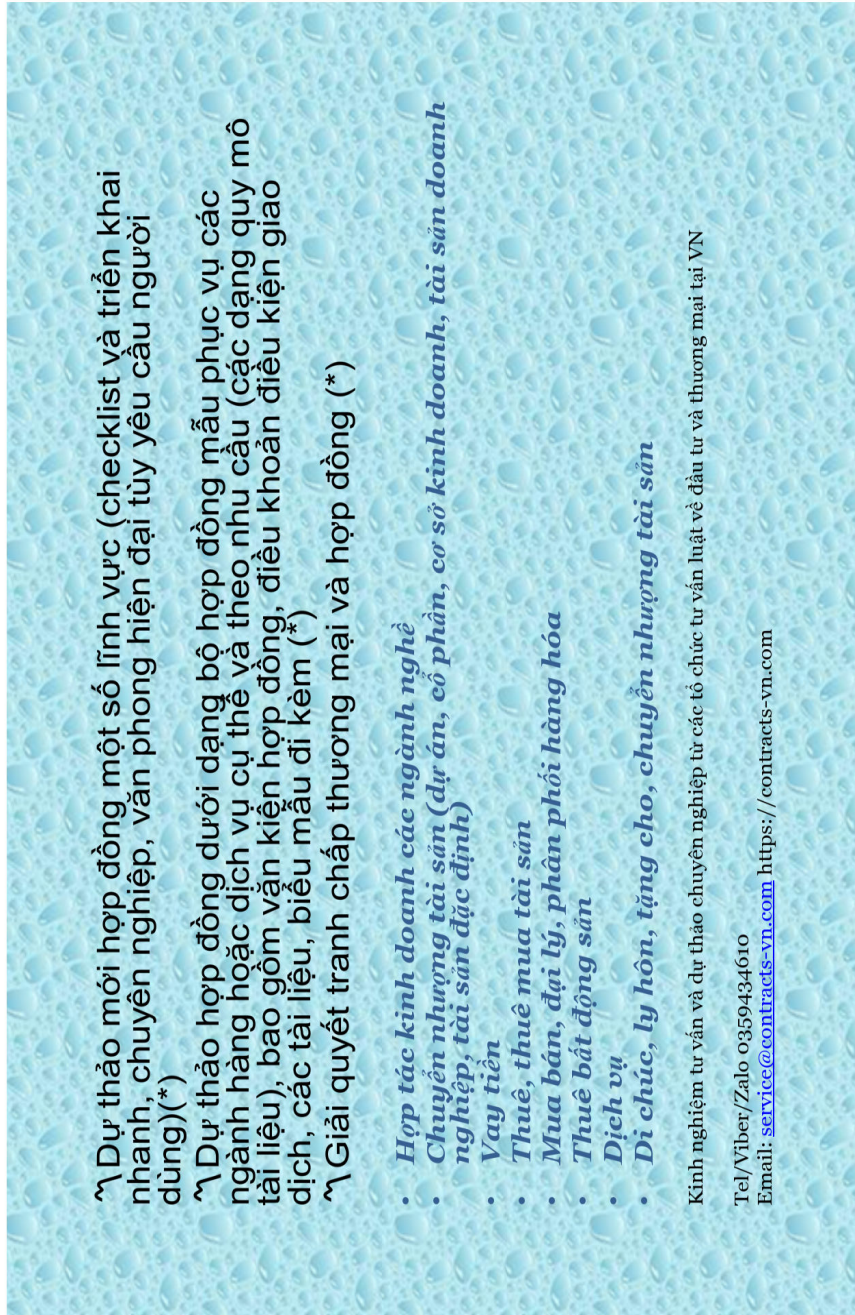 Dự thảo mới hợp đồng một số lĩnh vực (checklist và triển khai
nhanh, chuyên nghiệp, văn phong hiện đại tùy yêu cầu người
dùng)(*)
Dự thảo hợp đồng dưới dạng bộ hợp đồng mẫu phục vụ các
ngành hàng hoặc dịch vụ cụ thể và theo nhu cầu (các dạng quy mô
tài liệu), bao gồm văn kiện hợp đồng, điều khoản điều kiện giao
dịch, các tài liệu, biểu mẫu đi kèm (*)
Giải quyết tranh chấp thương mại và hợp đồng (*)
• Hợp tác kinh doanh các ngành nghề
• Chuyển nhượng tài sản (dự án, cổ phần, cơ sở kinh doanh, tài sản doanh
nghiệp, tài sản đặc định)
• Vay tiền
• Thuê, thuê mua tài sản
• Mua bán, đại lý, phân phối hàng hóa
• Thuê bất động sản
• Dịch vụ
• Di chúc, ly hôn, tặng cho, chuyển nhượng tài sản
Kinh nghiệm tư vấn và dự thảo chuyên nghiệp từ các tổ chức tư vấn luật về đầu tư và thương mại tại VN
Tel/Viber/Zalo 0359434610
Email: service@contracts-vn.com https://contracts-vn.com